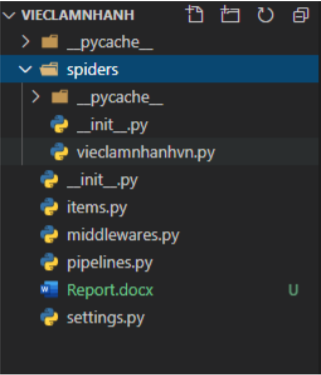 VIECLAMNHANH
__pycache__
spiders
__pycache__
__init__.py
vieclamnhanhvn.py
__init__.py
items.py
middlewares.py
pipelines.py
Report.docx U
settings.py